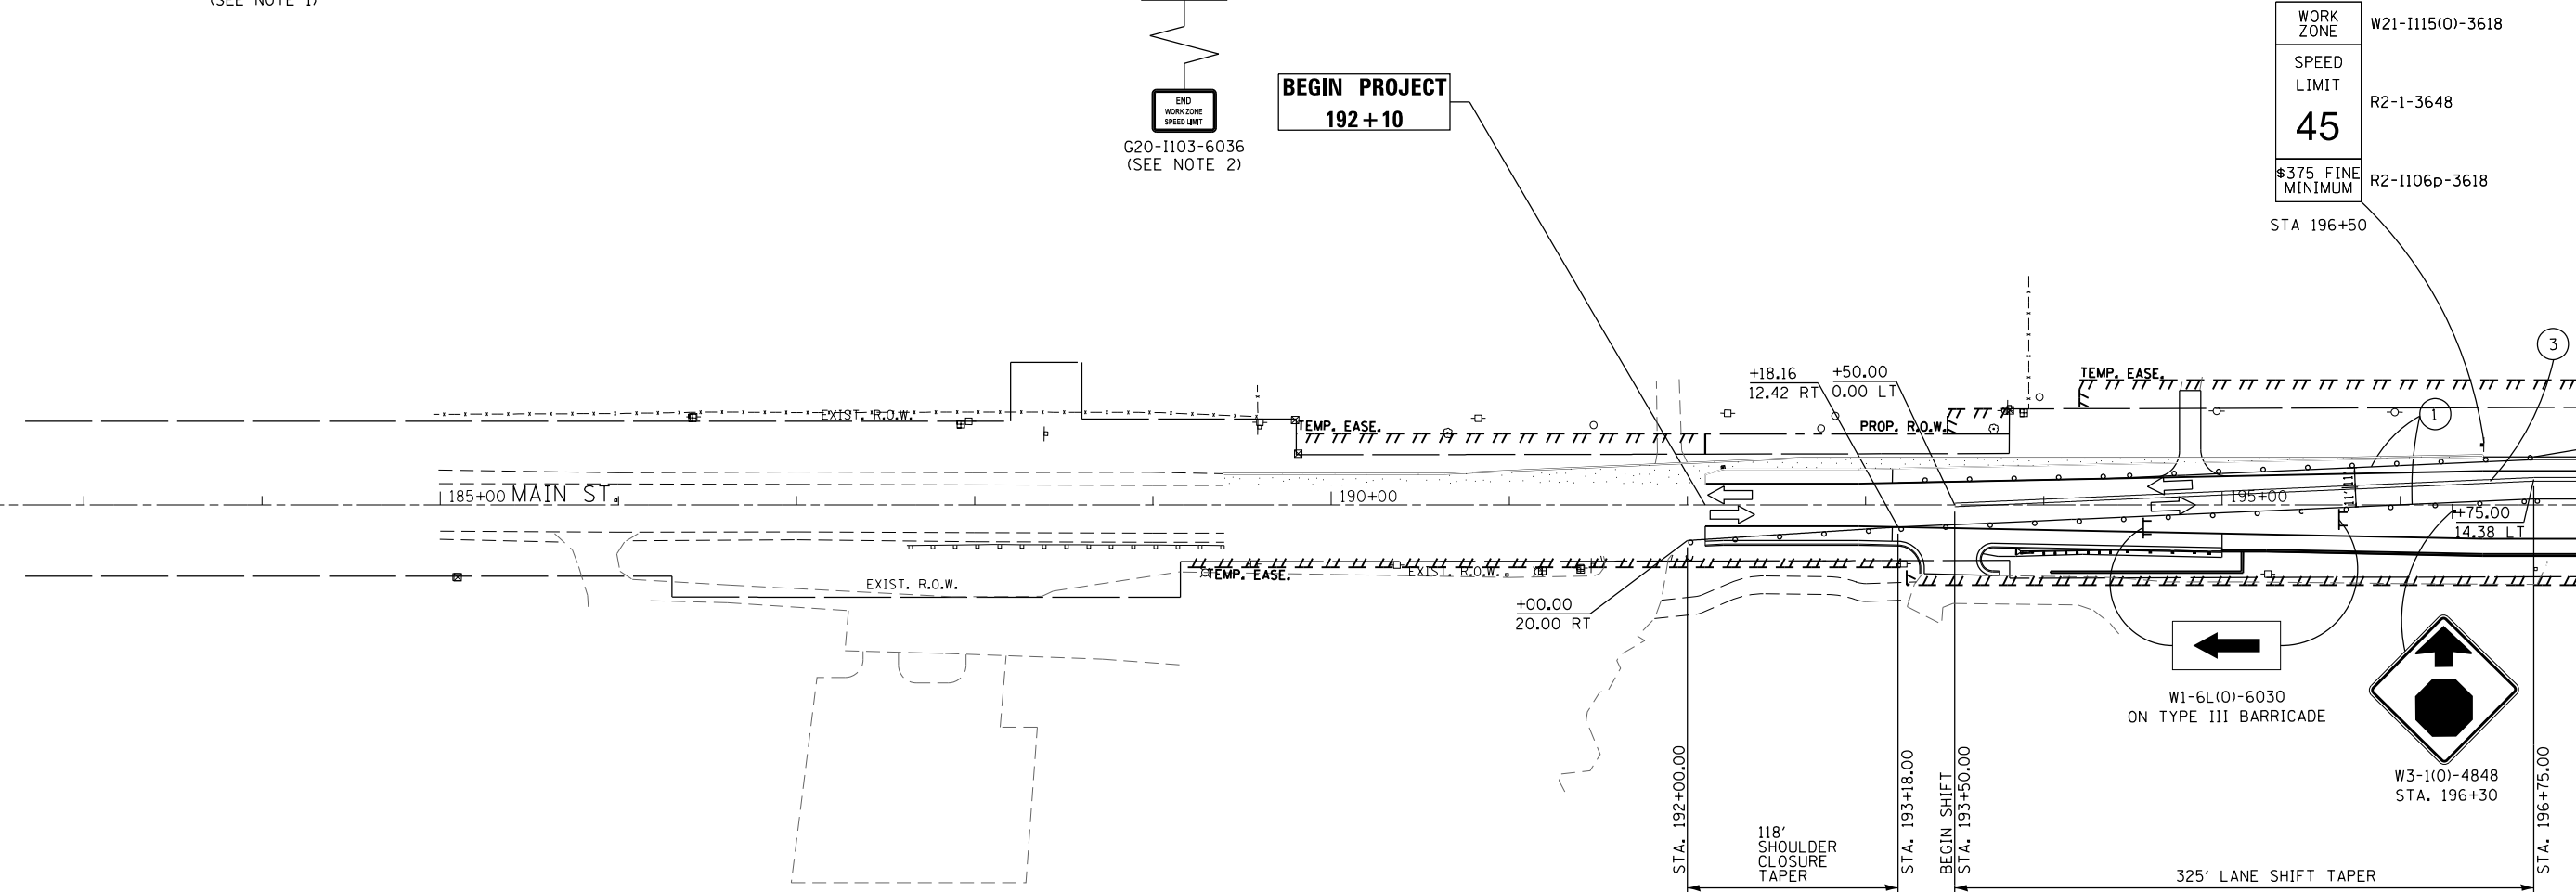 (SEE NOTE 1)
END
WORK ZONE
SPEED LIMIT
G20-I103-6036
(SEE NOTE 2)
BEGIN PROJECT
192+10
WORK
ZONE
W21-I115(O)-3618
SPEED
LIMIT
45
R2-1-3648
$375 FINE
MINIMUM
R2-I106p-3618
STA 196+50
3
1
+18.16
12.42 RT
+50.00
0.00 LT
TEMP. EASE.
EXIST. R.O.W.
TEMP. EASE.
PROP. R.O.W.
185+00 MAIN ST.
190+00
195+00
11'
11'
+75.00
14.38 LT
EXIST. R.O.W.
TEMP. EASE.
EXIST. R.O.W.
+00.00
20.00 RT
W1-6L(O)-6030
ON TYPE III BARRICADE
W3-1(O)-4848
STA. 196+30
STA. 192+00.00
118'
SHOULDER
CLOSURE
TAPER
STA. 193+18.00
BEGIN SHIFT
STA. 193+50.00
325' LANE SHIFT TAPER
STA. 196+75.00